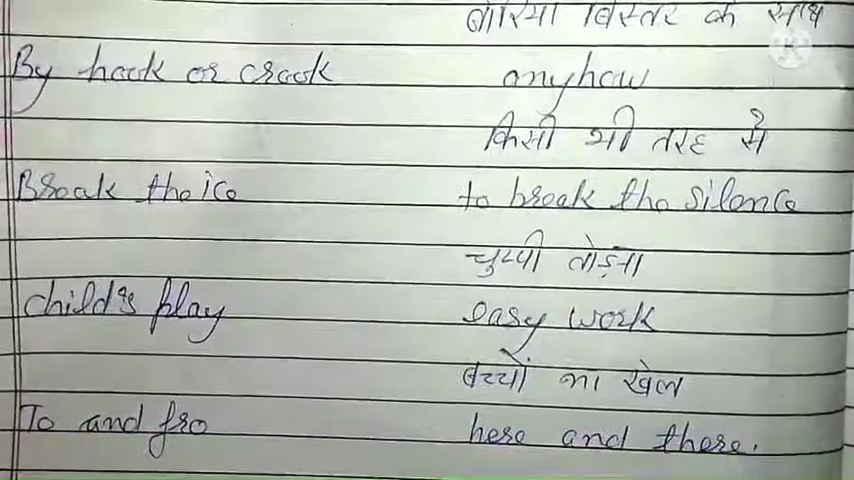 बोरिया बिस्तर के साथ
By hook or crook anyhow
किसी भी तरह से
Break the ice to break the silence
चुप्पी तोड़ना
child's play easy work
बच्चों का खेल
To and fro here and there.